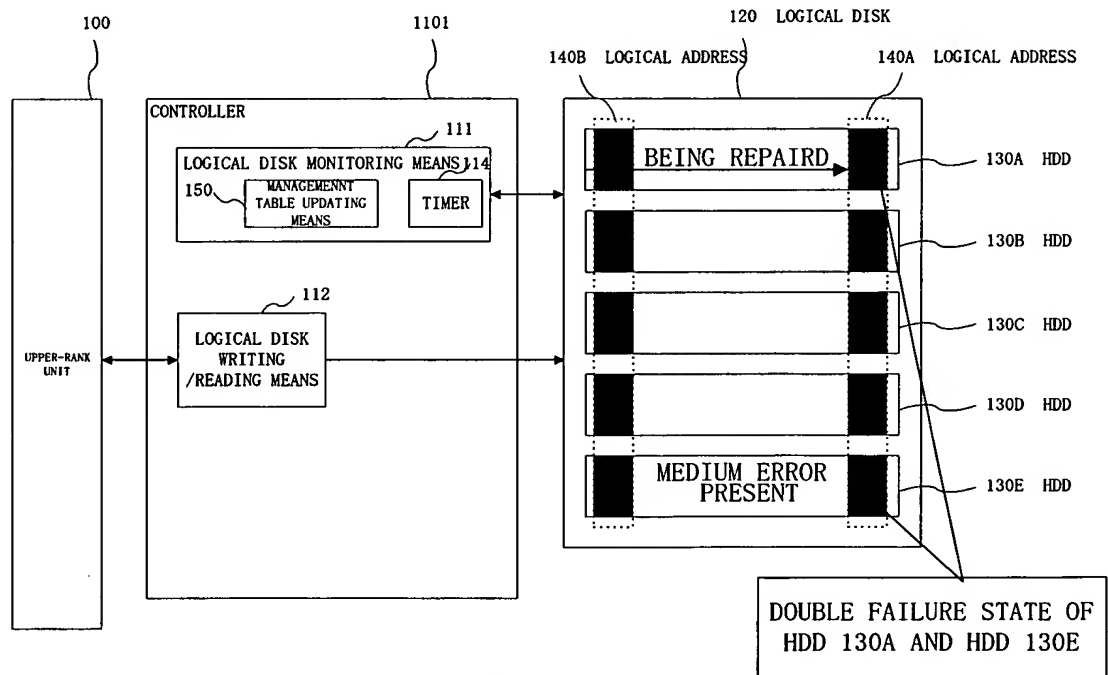 100
1101
120 LOGICAL DISK
140B LOGICAL ADDRESS
140A LOGICAL ADDRESS
CONTROLLER
111
LOGICAL DISK MONITORING MEANS
114
150
MANAGEMENNT
TABLE UPDATING
MEANS
TIMER
112
LOGICAL DISK
WRITING
/READING MEANS
UPPER-RANK
UNIT
BEING REPAIRD
130A HDD
130B HDD
130C HDD
130D HDD
MEDIUM ERROR
PRESENT
130E HDD
DOUBLE FAILURE STATE OF
HDD 130A AND HDD 130E